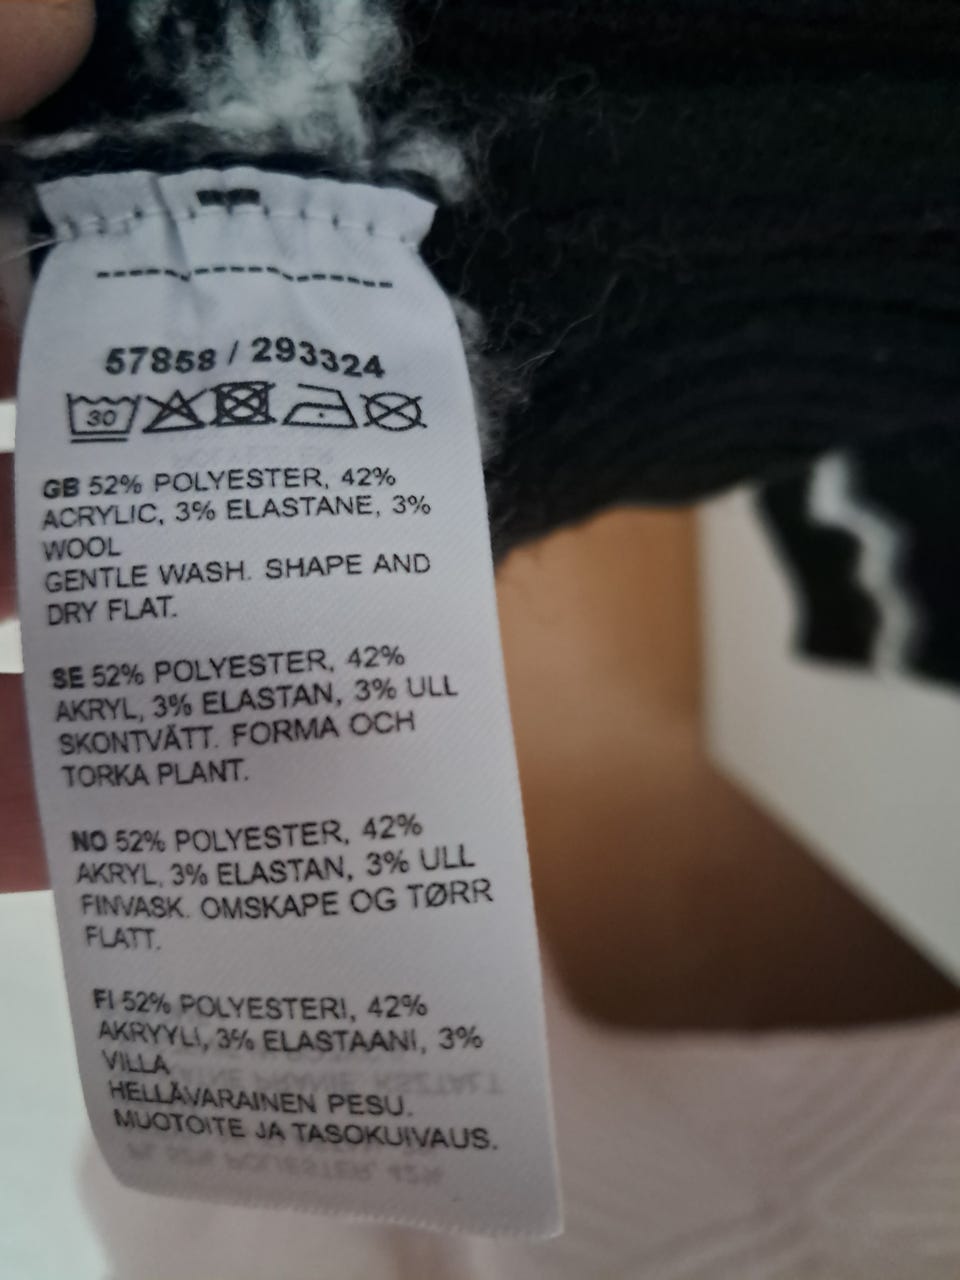 57858 / 293324
30
GB 52% POLYESTER, 42%
ACRYLIC, 3% ELASTANE, 3%
WOOL
GENTLE WASH. SHAPE AND
DRY FLAT.
SE 52% POLYESTER, 42%
AKRYL, 3% ELASTAN, 3% ULL
SKONTVÄTT. FORMA OCH
TORKA PLANT.
NO 52% POLYESTER, 42%
AKRYL, 3% ELASTAN, 3% ULL
FINVASK. OMSKAPE OG TØRR
FLATT.
FI 52% POLYESTERI, 42%
AKRYYLI, 3% ELASTAANI, 3%
VILLA
HELLÄVARAINEN PESU.
MUOTOITE JA TASOKUIVAUS.